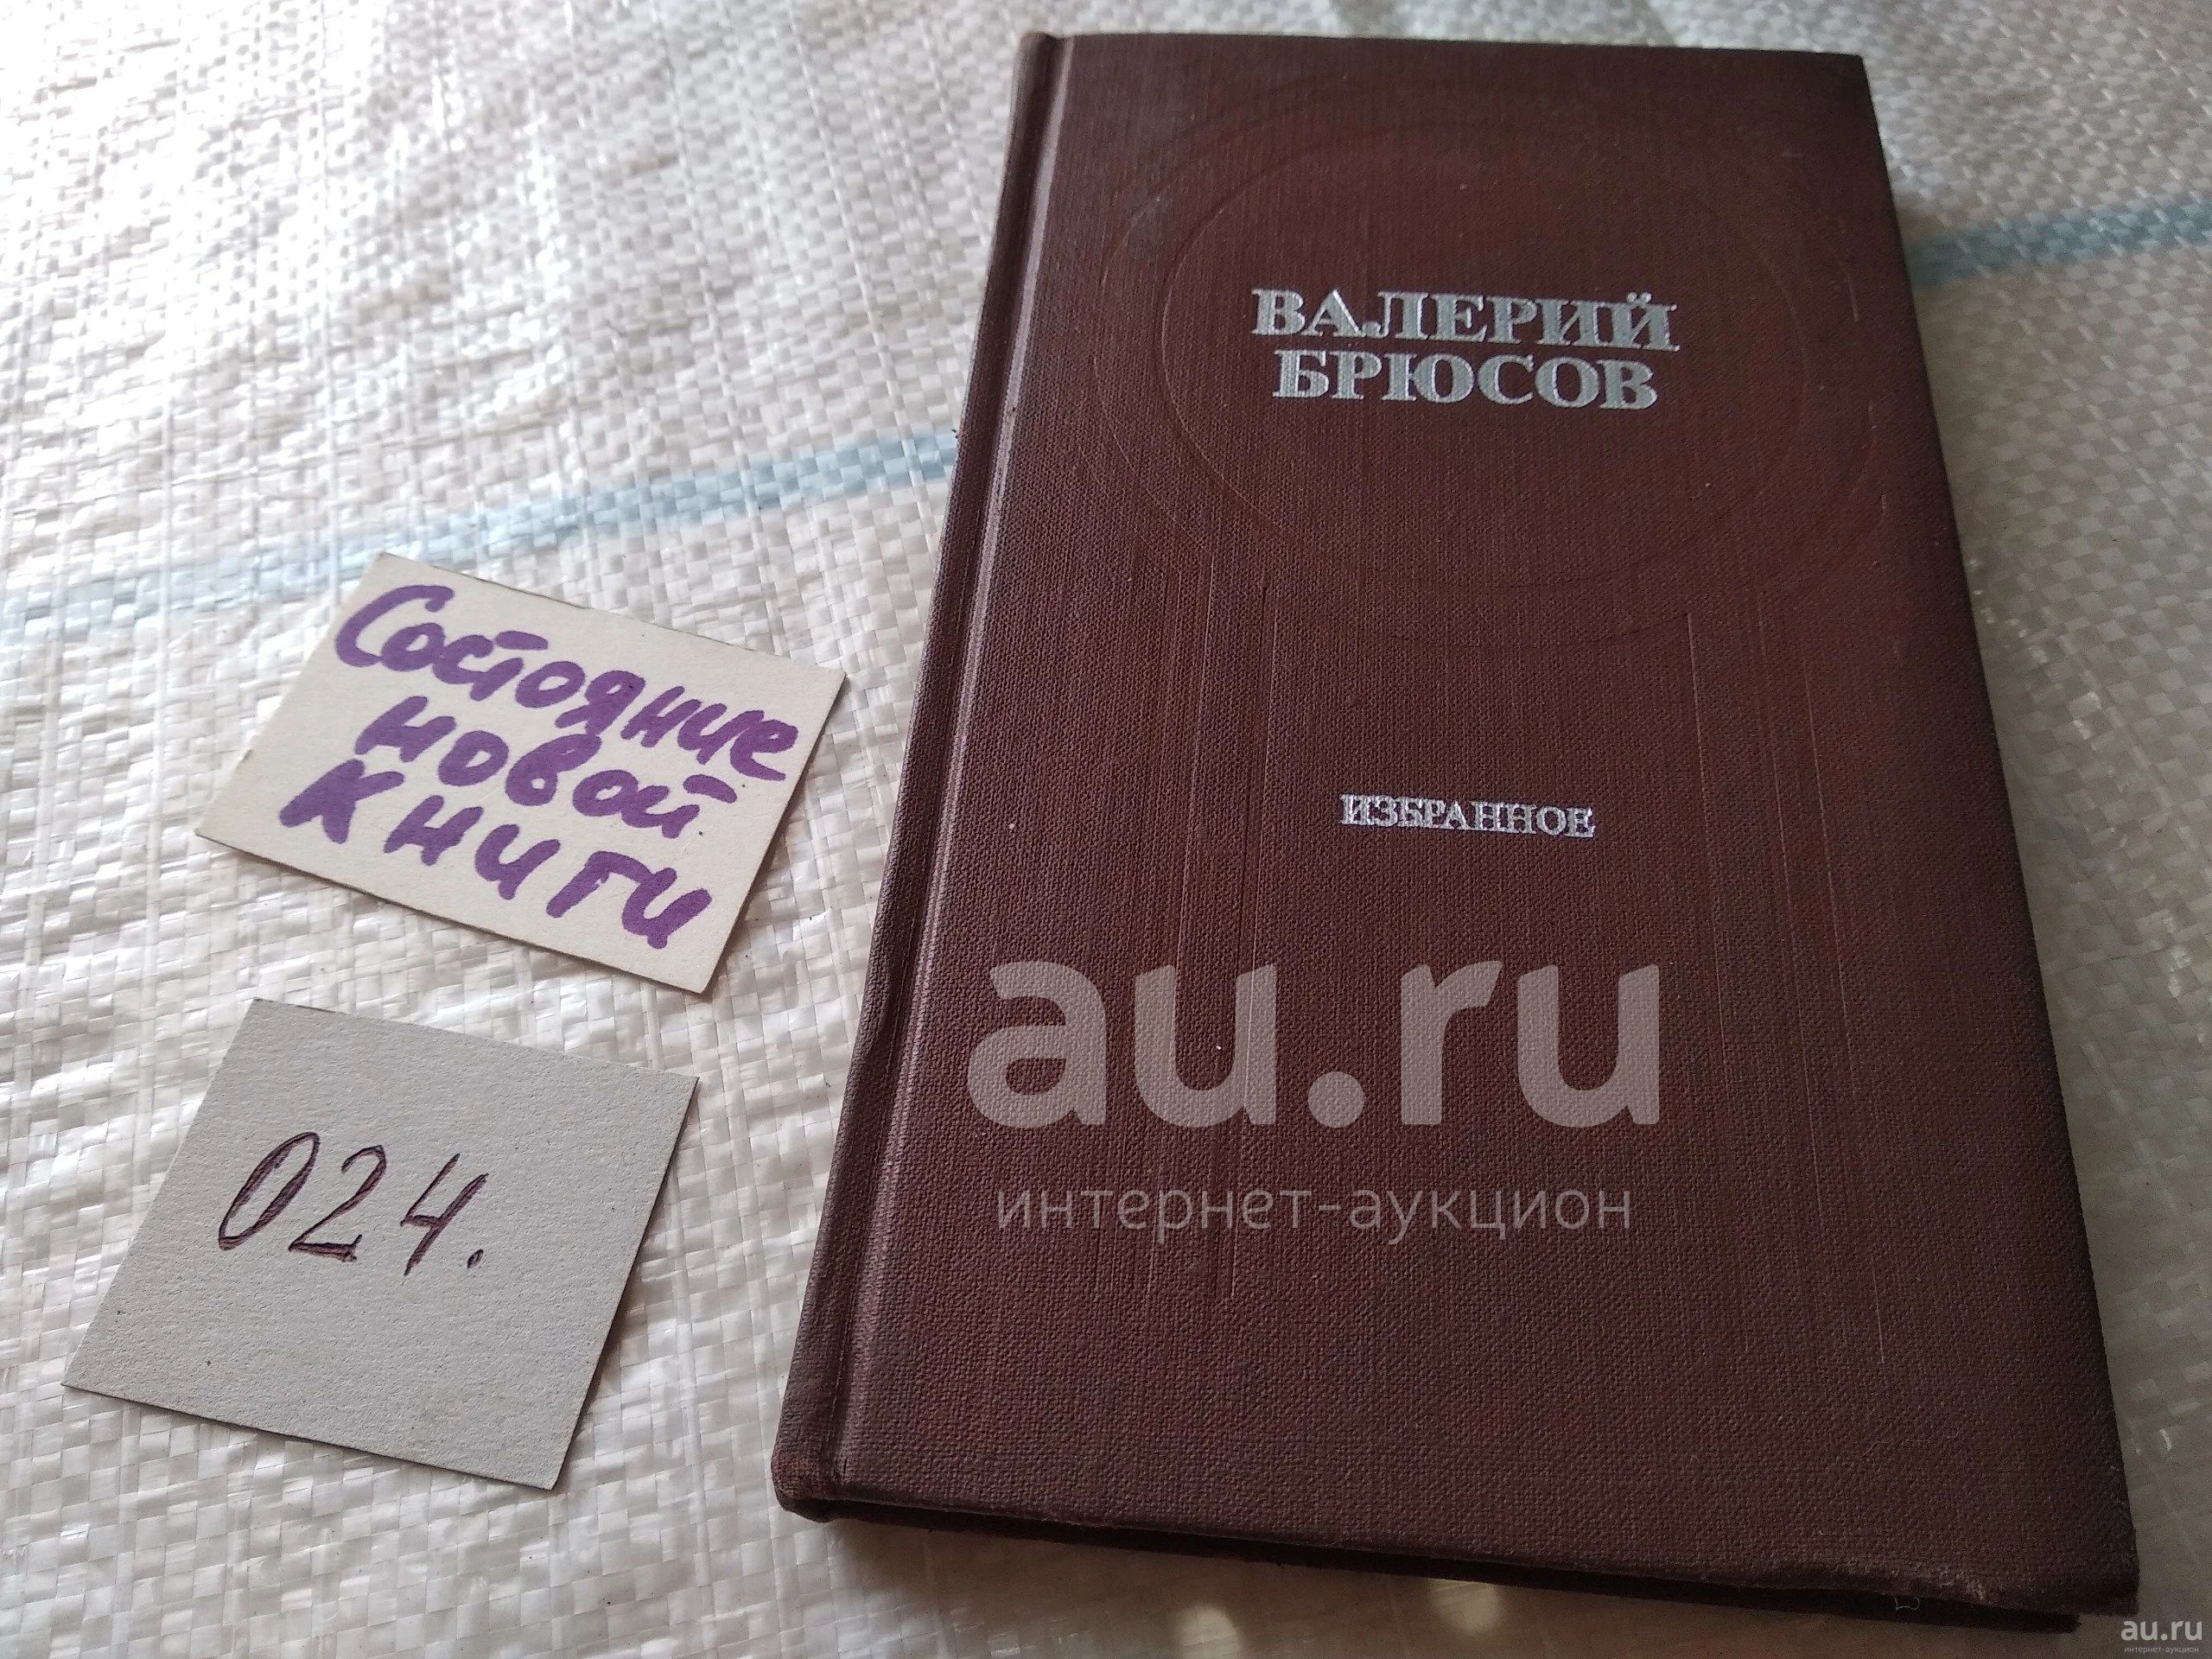 ВАЛЕРИЙ
БРЮСОВ
ИЗБРАННОЕ
Состояние
новой
книги
024.
au.ru
интернет-аукцион
au.ru
интернет-аукцион